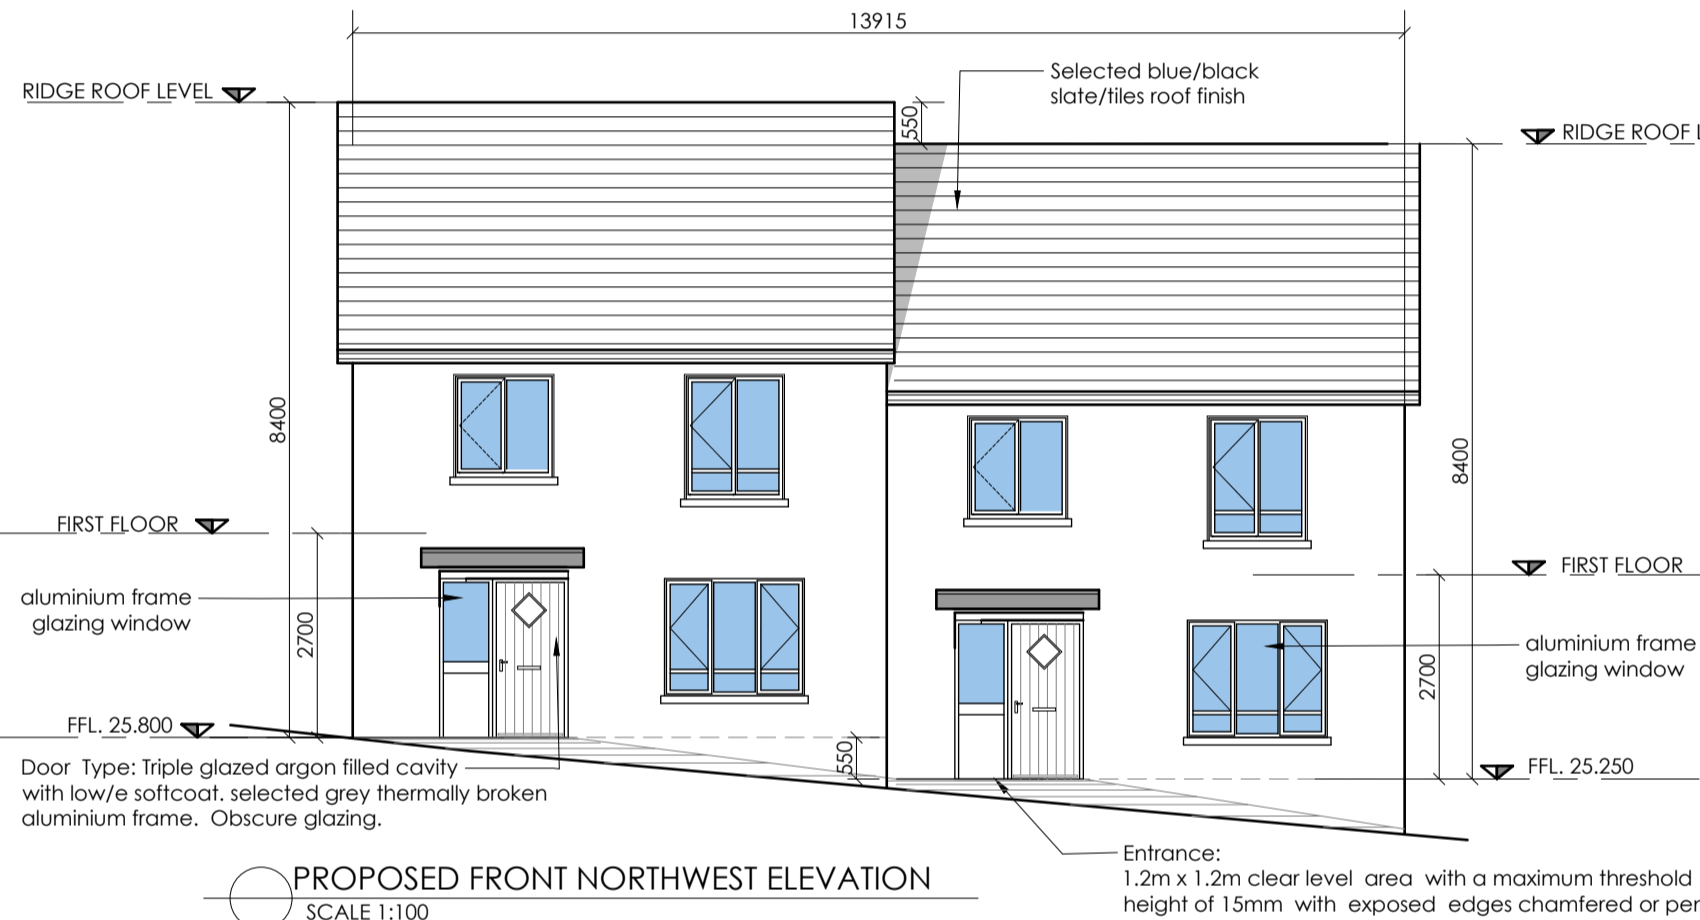 13915
RIDGE ROOF LEVEL
Selected blue/black
slate/tiles roof finish
550
RIDGE ROOF L
8400
8400
FIRST FLOOR
FIRST FLOOR
aluminium frame
glazing window
2700
aluminium frame
glazing window
2700
FFL. 25.800
550
FFL. 25.250
Door Type: Triple glazed argon filled cavity
with low/e softcoat. selected grey thermally broken
aluminium frame. Obscure glazing.
Entrance:
1.2m x 1.2m clear level area with a maximum threshold
height of 15mm with exposed edges chamfered or per
PROPOSED FRONT NORTHWEST ELEVATION
SCALE 1:100